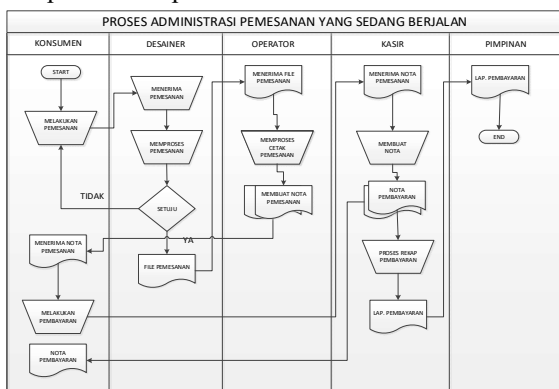 PROSES ADMINISTRASI PEMESANAN YANG SEDANG BERJALAN
KONSUMEN
DESAINER
OPERATOR
KASIR
PIMPINAN
START
MELAKUKAN
PEMESANAN
TIDAK
MENERIMA NOTA
PEMESANAN
MELAKUKAN
PEMBAYARAN
NOTA
PEMBAYARAN
MENERIMA
PEMESANAN
MEMPROSES
PEMESANAN
SETUJU
YA
FILE PEMESANAN
MENERIMA FILE
PEMESANAN
MEMPROSES
CETAK
PEMESANAN
MEMBUAT NOTA
PEMESANAN
MENERIMA NOTA
PEMESANAN
MEMBUAT
NOTA
NOTA
PEMBAYARAN
PROSES REKAP
PEMBAYARAN
LAP. PEMBAYARAN
LAP. PEMBAYARAN
END